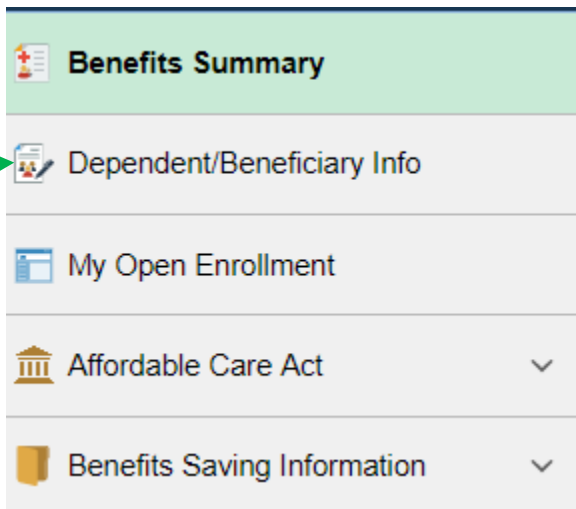 Benefits Summary
Dependent/Beneficiary Info
My Open Enrollment
Affordable Care Act
Benefits Saving Information